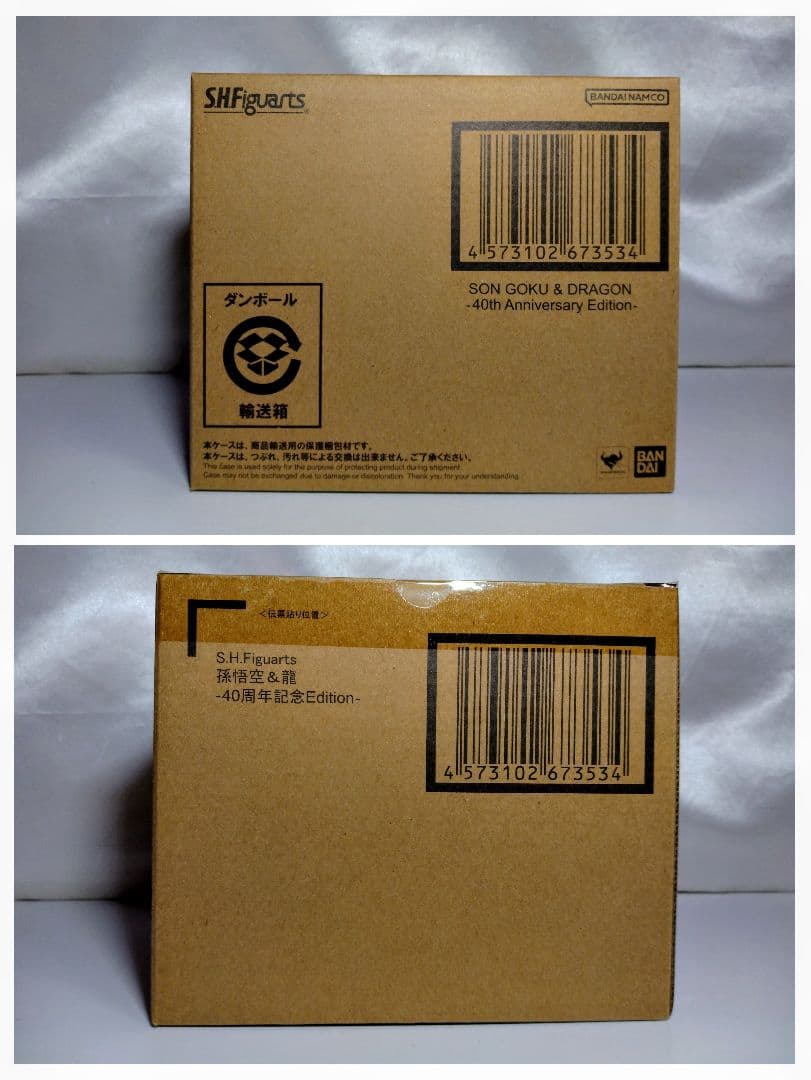 S.H.Figuarts
BANDAI NAMCO
4 573102 673534
SON GOKU & DRAGON
-40th Anniversary Edition-
ダンボール
輸送箱
本ケースは、商品輸送用の保護梱包材です。
本ケースは、つぶれ、汚れ等による交換は出来ません。ご了承ください。
This case is used solely for the purpose of protecting product during shipment.
Case may not be exchanged due to damage or discoloration. Thank you for your understanding.
BAN
DAI
<伝票貼り位置>
S.H.Figuarts
孫悟空&龍
-40周年記念Edition-
4 573102 673534